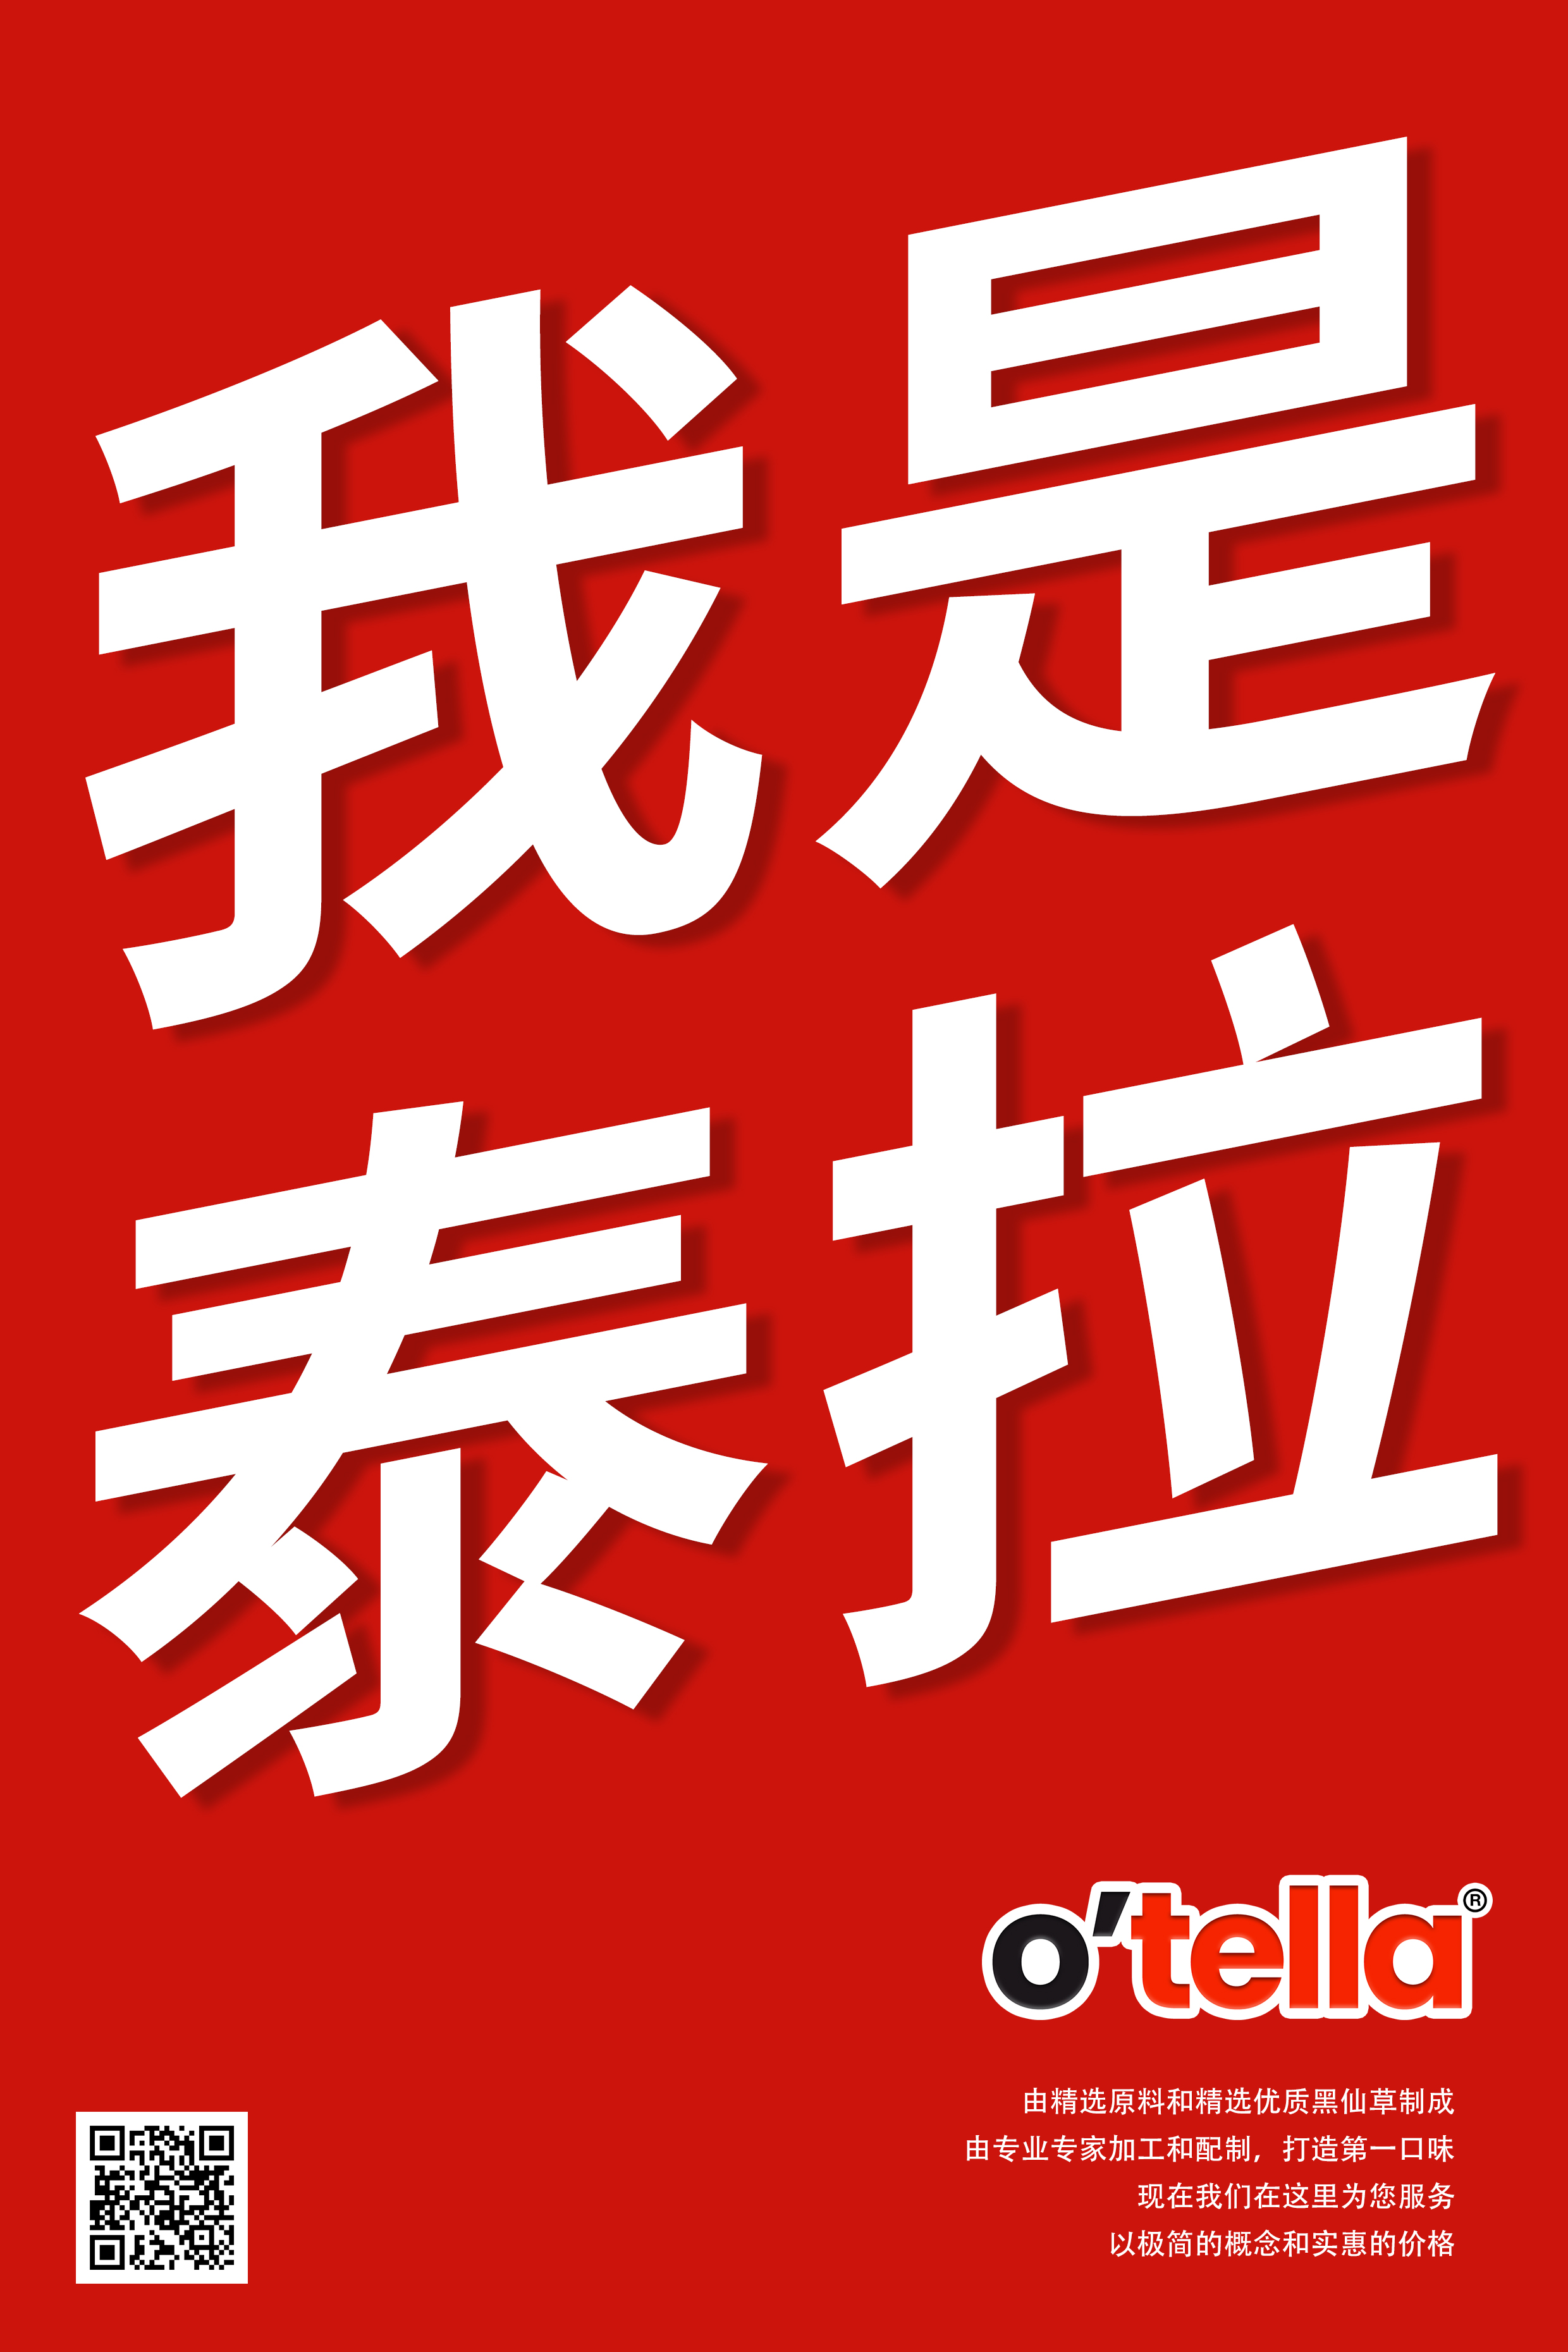 我是
泰拉
o'tella®
由精选原料和精选优质黑仙草制成
由专业专家加工和配制，打造第一口味
现在我们在这里为您服务
以极简的概念和实惠的价格